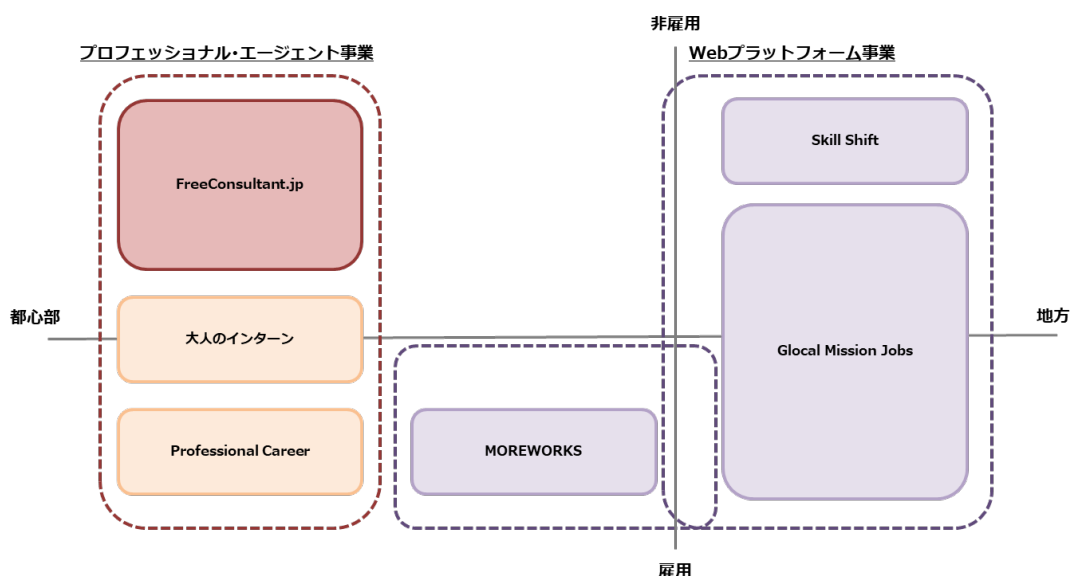 非雇用
プロフェッショナル・エージェント事業
Webプラットフォーム事業
Skill Shift
FreeConsultant.jp
都心部
地方
大人のインターン
Glocal Mission Jobs
Professional Career
MOREWORKS
雇用